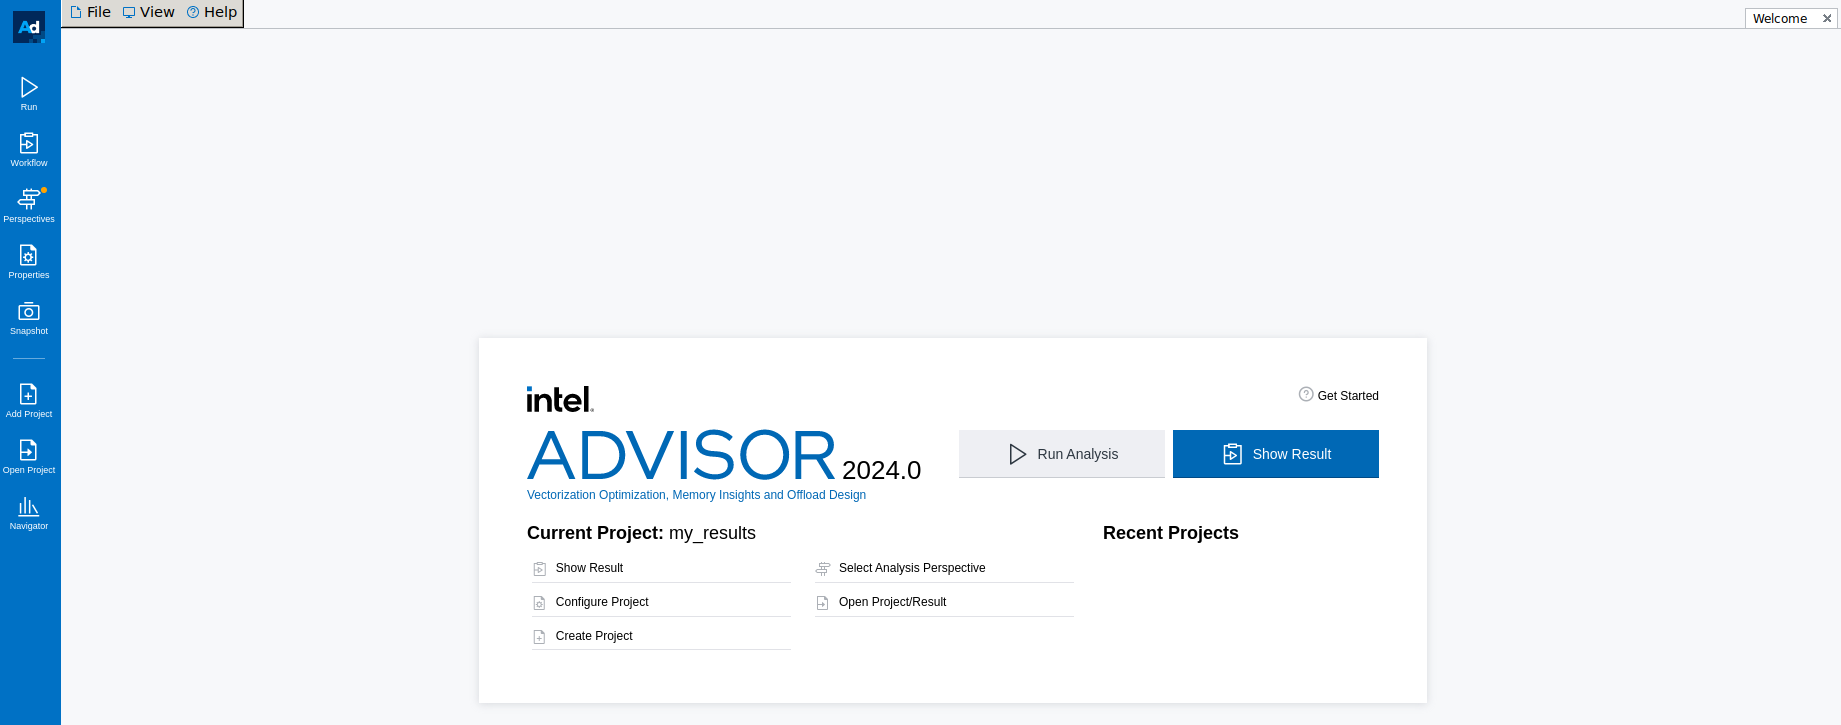 Ad
File View Help
Welcome
Run
Workflow
Perspectives
Properties
Snapshot
Add Project
Open Project
Navigator
intel
Get Started
ADVISOR 2024.0
Run Analysis
Show Result
Vectorization Optimization, Memory Insights and Offload Design
Current Project: my_results
Recent Projects
Show Result
Select Analysis Perspective
Configure Project
Open Project/Result
Create Project